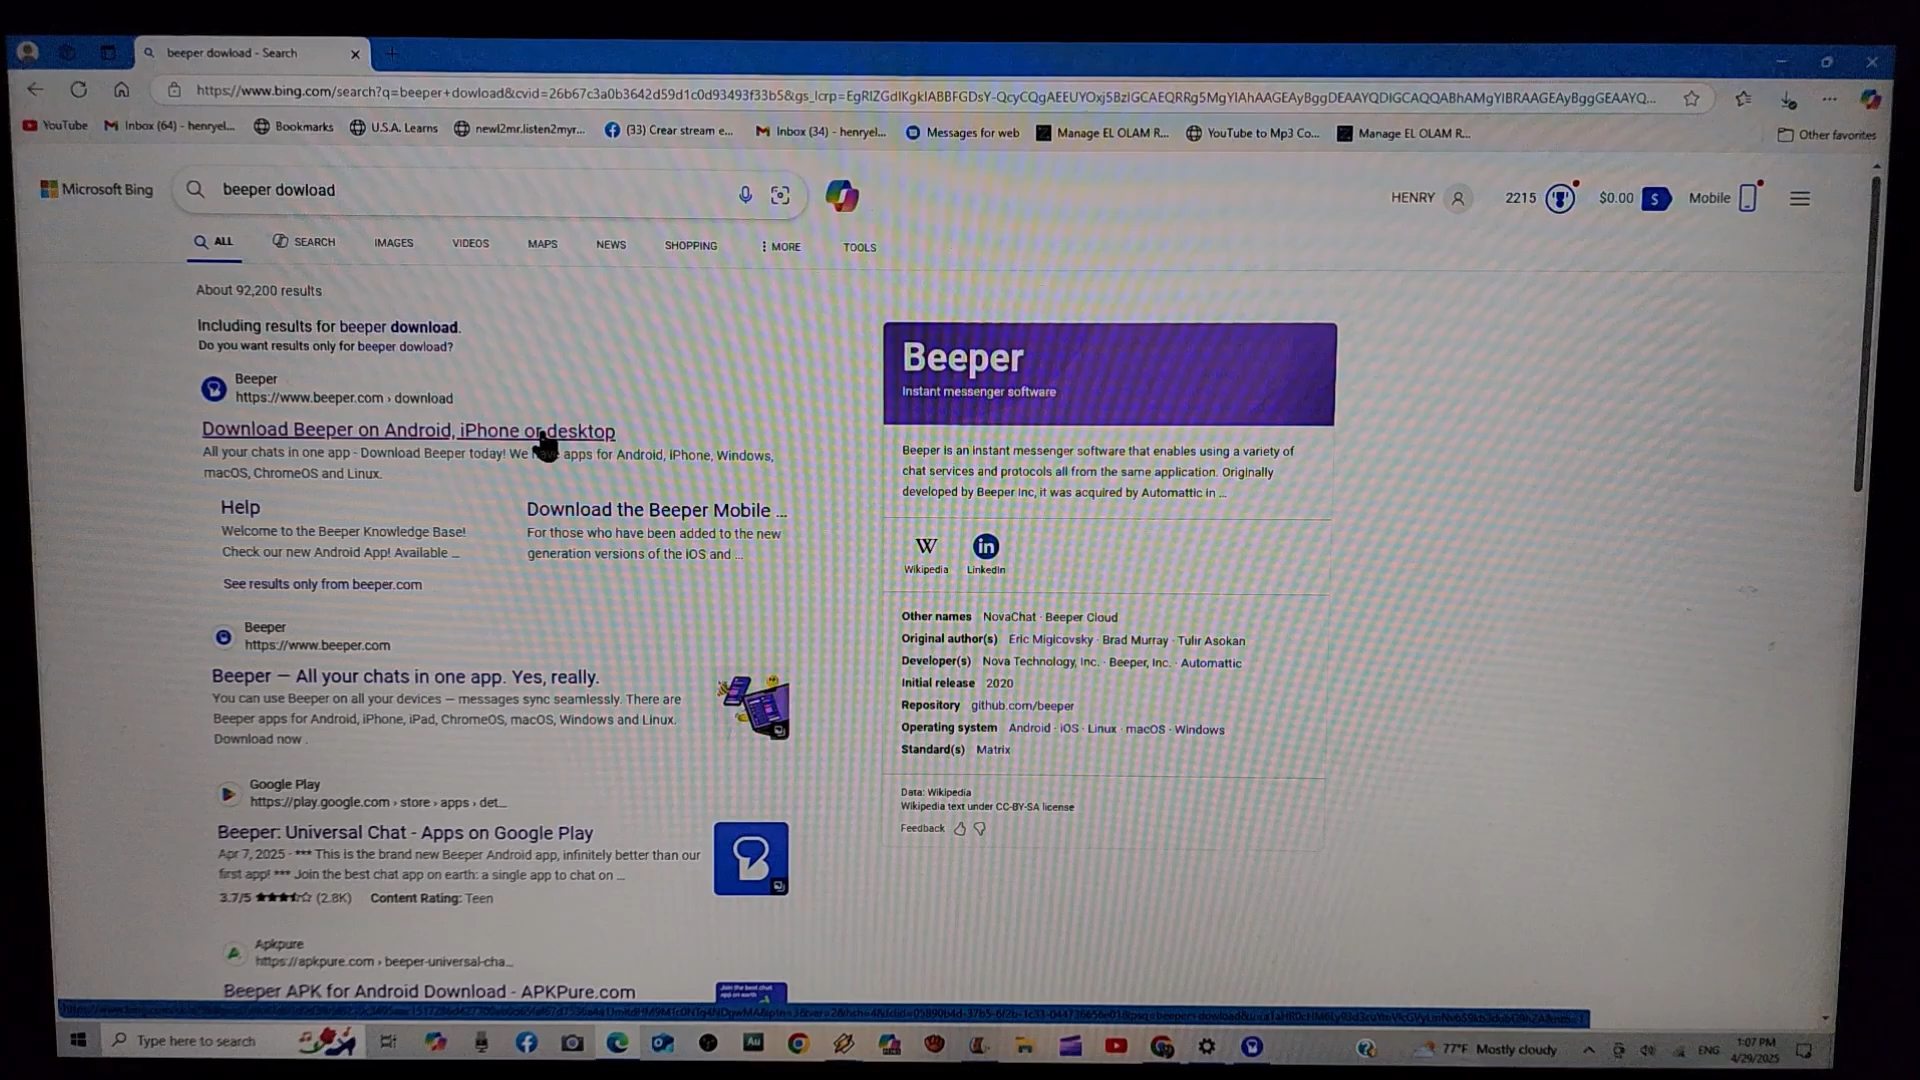 beeper dowload - Search
https://www.bing.com/search?q=beeper+dowload&cvid=26b67c3a0b3642d59d1c0d93493f33b5&gs_lcrp=EgRlZGdlKgkIABBFGDsY-QcyCQgAEEUYOxj5BzIGCAEQRRg5MgYIAhAAGEAyBggDEAAYQDIGCAQQABhAMgYIBRAAGEAyBggGEAAYQ...
YouTube
Inbox (64) - henryel...
Bookmarks
U.S.A. Learns
newl2mr.listen2myr...
(33) Crear stream e...
Inbox (34) - henryel...
Messages for web
Manage EL OLAM R...
YouTube to Mp3 Co...
Manage EL OLAM R...
Other favorites
Microsoft Bing
beeper dowload
HENRY
2215
$0.00
S
Mobile
ALL
SEARCH
IMAGES
VIDEOS
MAPS
NEWS
SHOPPING
MORE
TOOLS
About 92,200 results
Including results for beeper download.
Do you want results only for beeper dowload?
Beeper
https://www.beeper.com › download
Download Beeper on Android, iPhone or desktop
All your chats in one app - Download Beeper today! We apps for Android, iPhone, Windows,
macOS, ChromeOS and Linux.
Help
Welcome to the Beeper Knowledge Base!
Check our new Android App! Available ...
Download the Beeper Mobile ...
For those who have been added to the new
generation versions of the iOS and ...
See results only from beeper.com
Beeper
https://www.beeper.com
Beeper — All your chats in one app. Yes, really.
You can use Beeper on all your devices — messages sync seamlessly. There are
Beeper apps for Android, iPhone, iPad, ChromeOS, macOS, Windows and Linux.
Download now .
Google Play
https://play.google.com › store › apps › det...
Beeper: Universal Chat - Apps on Google Play
Apr 7, 2025 · *** This is the brand new Beeper Android app, infinitely better than our
first app! *** Join the best chat app on earth: a single app to chat on ...
3.7/5 (2.8K) Content Rating: Teen
Apkpure
https://apkpure.com › beeper-universal-cha...
Beeper APK for Android Download - APKPure.com
Beeper
Instant messenger software
Beeper is an instant messenger software that enables using a variety of
chat services and protocols all from the same application. Originally
developed by Beeper Inc, it was acquired by Automattic in ...
W
in
Wikipedia
LinkedIn
Other names NovaChat · Beeper Cloud
Original author(s) Eric Migicovsky · Brad Murray · Tulir Asokan
Developer(s) Nova Technology, Inc. · Beeper, Inc. · Automattic
Initial release 2020
Repository github.com/beeper
Operating system Android · iOS · Linux · macOS · Windows
Standard(s) Matrix
Data: Wikipedia
Wikipedia text under CC-BY-SA license
Feedback
Type here to search
Au
77°F Mostly cloudy
ENG
1:07 PM
4/29/2025